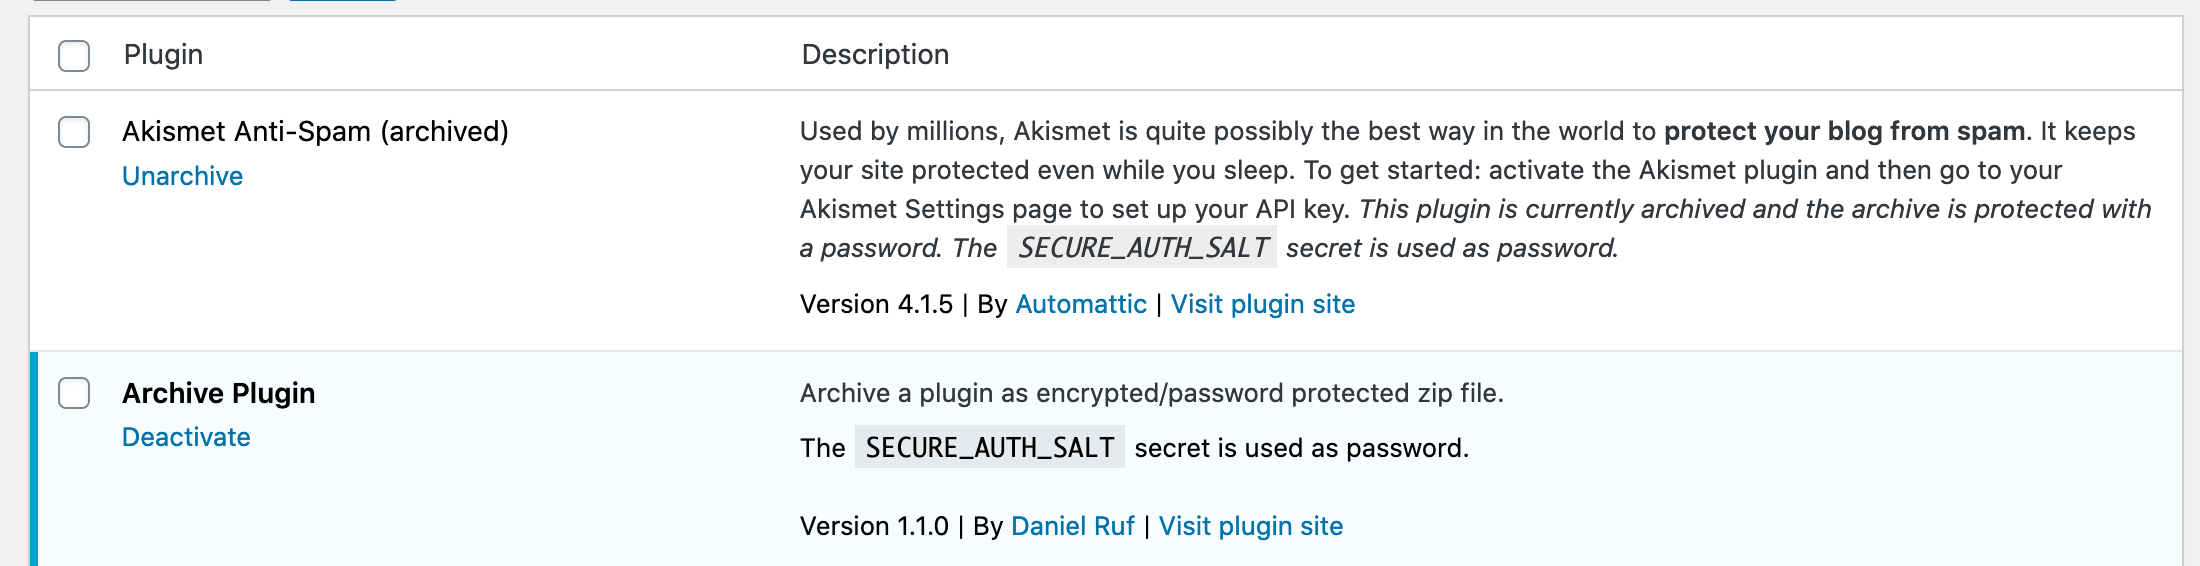 Plugin Description
Akismet Anti-Spam (archived)
Unarchive
Used by millions, Akismet is quite possibly the best way in the world to protect your blog from spam. It keeps
your site protected even while you sleep. To get started: activate the Akismet plugin and then go to your
Akismet Settings page to set up your API key. This plugin is currently archived and the archive is protected with
a password. The SECURE_AUTH_SALT secret is used as password.
Version 4.1.5 | By Automattic | Visit plugin site
Archive Plugin
Deactivate
Archive a plugin as encrypted/password protected zip file.
The SECURE_AUTH_SALT secret is used as password.
Version 1.1.0 | By Daniel Ruf | Visit plugin site